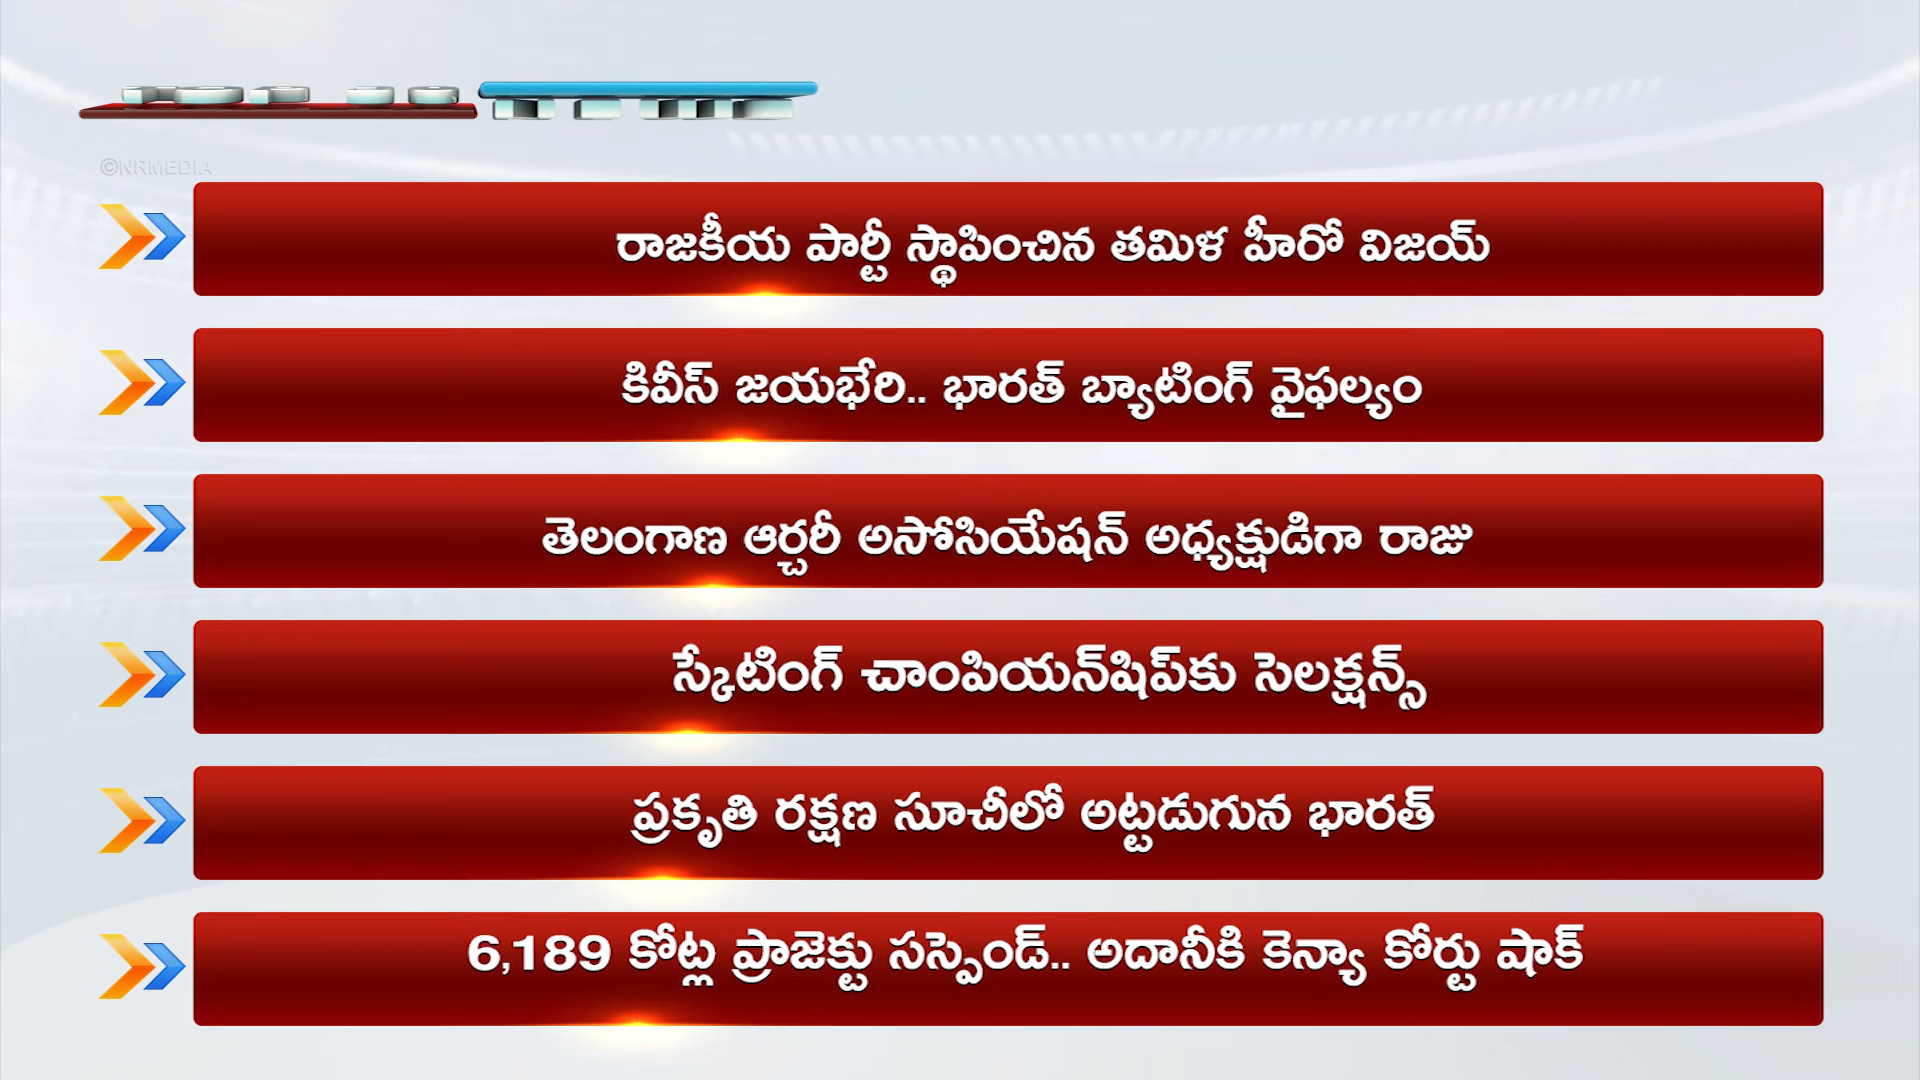 ©NRMEDIA
రాజకీయ పార్టీ స్థాపించిన తమిళ హీరో విజయ్
కివీస్ జయభేరి.. భారత్ బ్యాటింగ్ వైఫల్యం
తెలంగాణ ఆర్చరీ అసోసియేషన్ అధ్యక్షుడిగా రాజు
స్కేటింగ్ చాంపియన్‌షిప్‌కు సెలక్షన్స్
ప్రకృతి రక్షణ సూచీలో అట్టడుగున భారత్
6,189 కోట్ల ప్రాజెక్టు సస్పెండ్.. అదానీకి కెన్యా కోర్టు షాక్